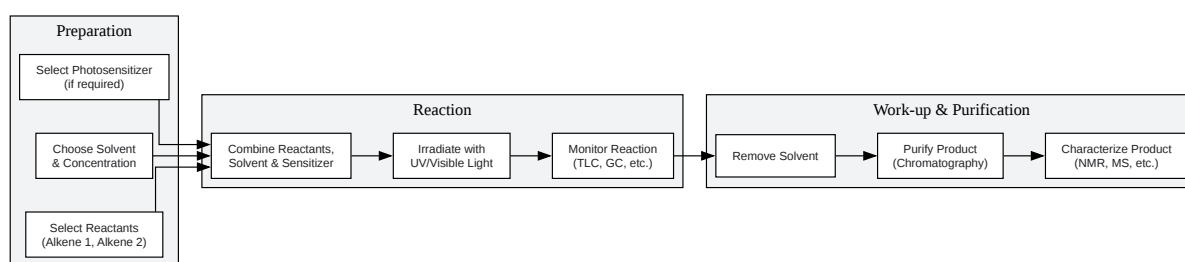 Preparation
Select Photosensitizer
(if required)
Choose Solvent
& Concentration
Select Reactants
(Alkene 1, Alkene 2)
Reaction
Combine Reactants,
Solvent & Sensitizer
Irradiate with
UV/Visible Light
Monitor Reaction
(TLC, GC, etc.)
Work-up & Purification
Remove Solvent
Purify Product
(Chromatography)
Characterize Product
(NMR, MS, etc.)